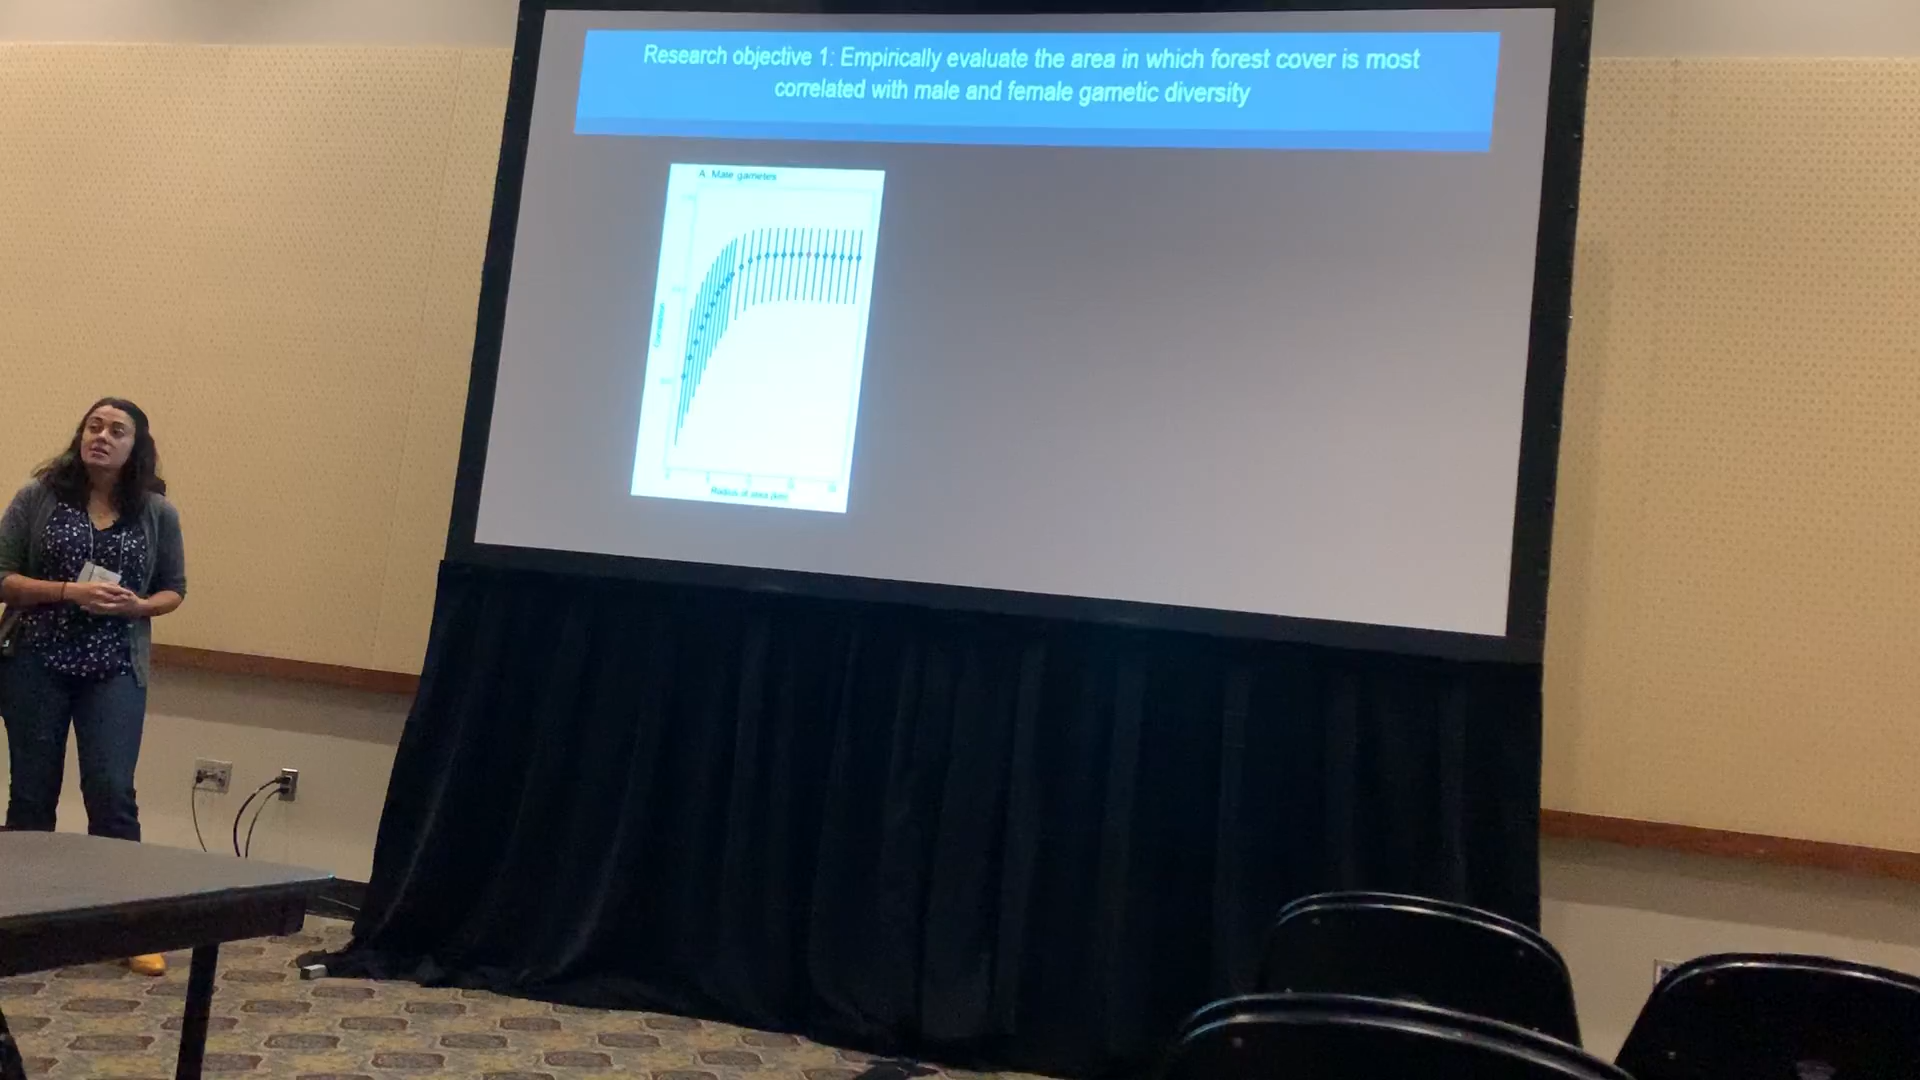 Research objective 1: Empirically evaluate the area in which forest cover is most
correlated with male and female gametic diversity
A. Male gametes
Correlation
Radius of area (km)